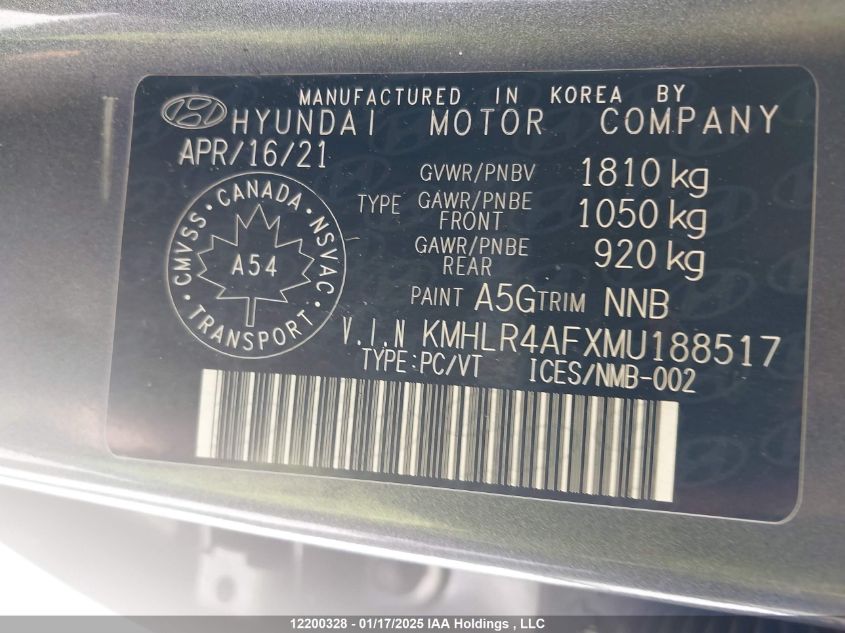 MANUFACTURED IN KOREA BY
HYUNDAI MOTOR COMPANY
APR/16/21
GVWR/PNBV 1810 kg
TYPE GAWR/PNBE FRONT 1050 kg
GAWR/PNBE REAR 920 kg
CMVSS · CANADA · NSVAC · TRANSPORT ·
A54
PAINT A5G TRIM NNB
V.I.N KMHLR4AFXMU188517
TYPE:PC/VT ICES/NMB-002
12200328 - 01/17/2025 IAA Holdings , LLC